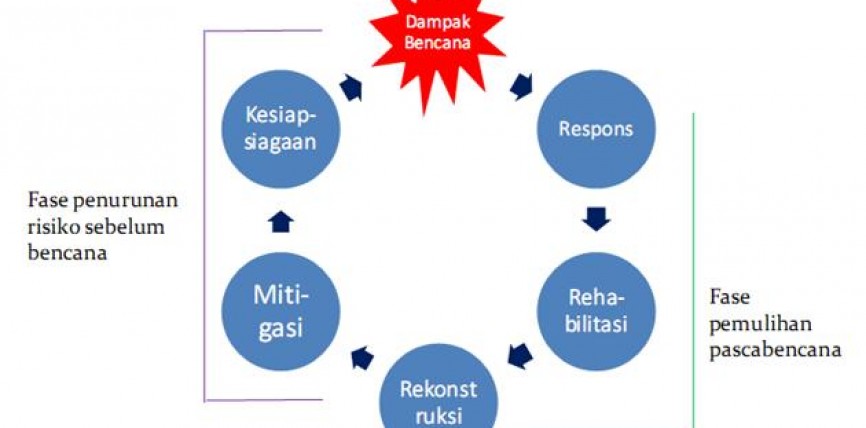 Dampak
Bencana
Kesiap-
siagaan
Respons
Fase penurunan
risiko sebelum
bencana
Miti-
gasi
Reha-
bilitasi
Fase
pemulihan
pascabencana
Rekonst
ruksi